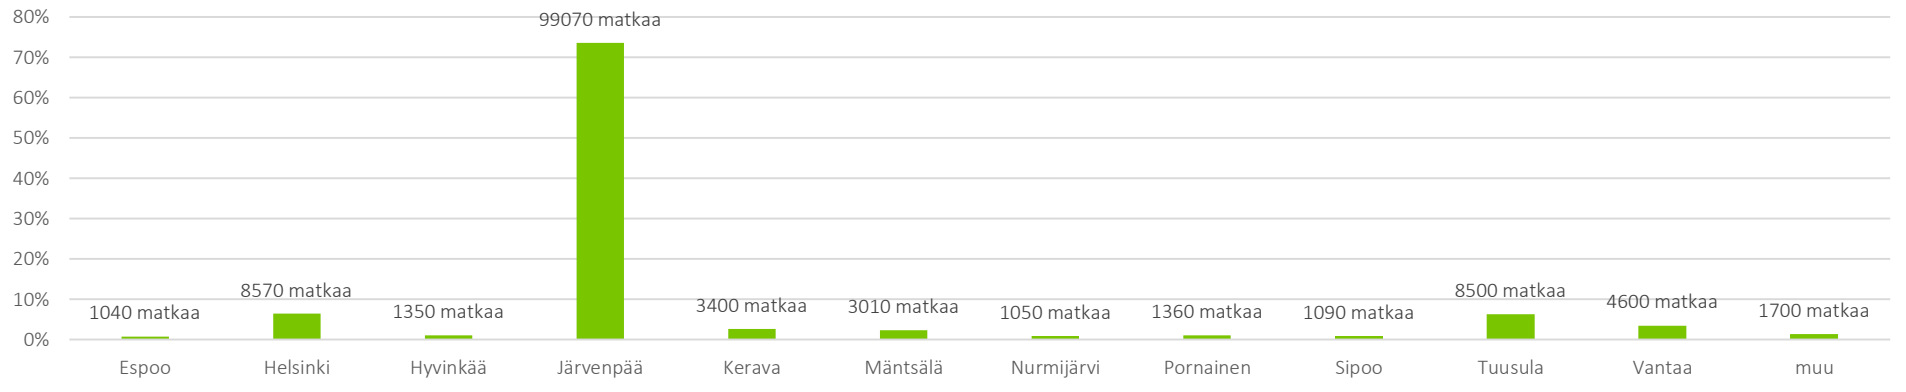 80%
70%
60%
50%
40%
30%
20%
10%
0%
99070 matkaa
8570 matkaa
8500 matkaa
1040 matkaa
1350 matkaa
3400 matkaa
3010 matkaa
1050 matkaa
1360 matkaa
1090 matkaa
4600 matkaa
1700 matkaa
Espoo
Helsinki
Hyvinkää
Järvenpää
Kerava
Mäntsälä
Nurmijärvi
Pornainen
Sipoo
Tuusula
Vantaa
muu